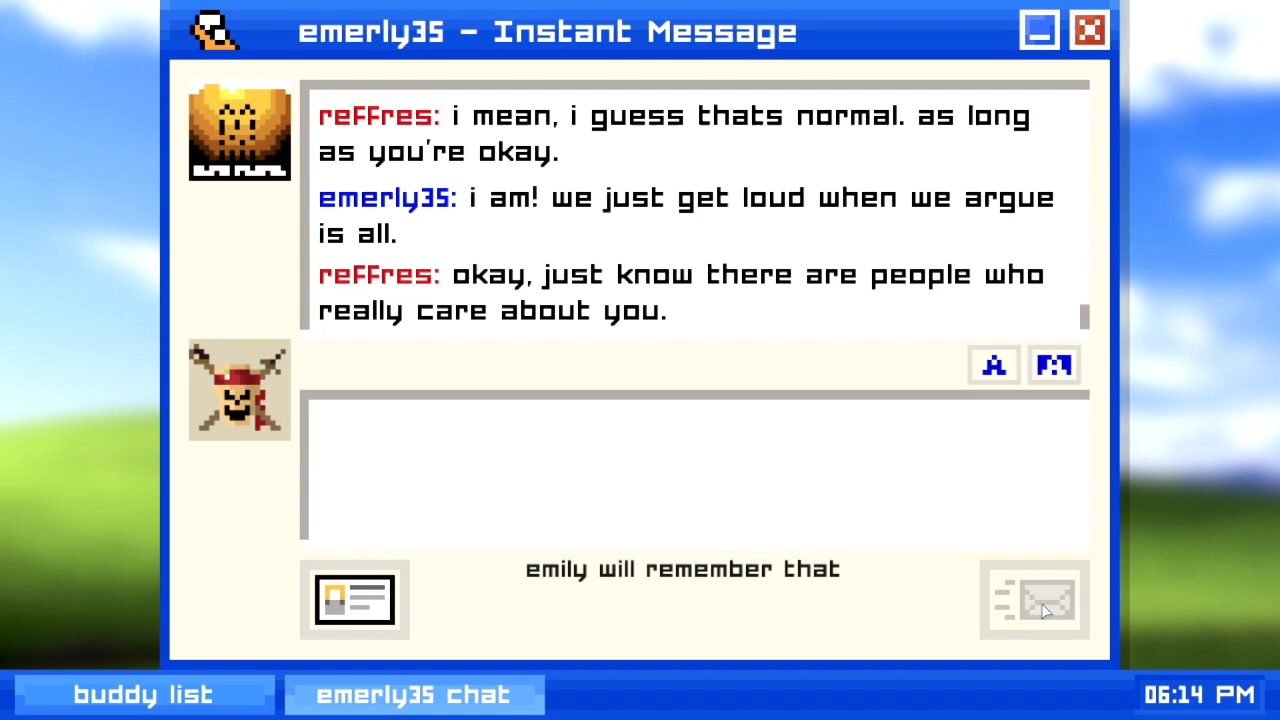 emerly35 - Instant Message
reffres: i mean, i guess thats normal. as long
as you're okay.
emerly35: i am! we just get loud when we argue
is all.
reffres: okay, just know there are people who
really care about you.
A
emily will remember that
buddy list
emerly35 chat
06:14 PM